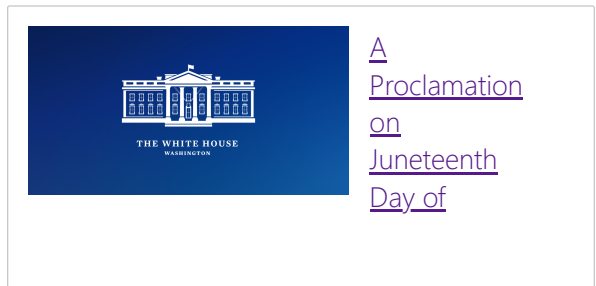 THE WHITE HOUSE
WASHINGTON
A
Proclamation
on
Juneteenth
Day of